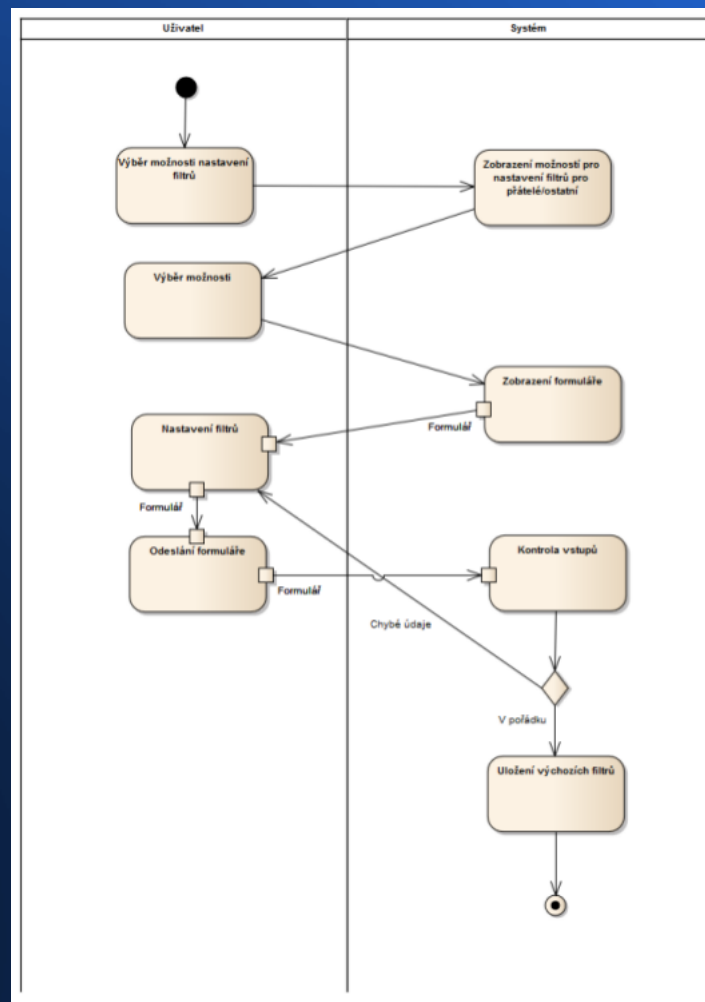 Uživatel
Systém
Výběr možnosti nastavení
filtrů
Zobrazení možností pro
nastavení filtrů pro
přátelé/ostatní
Výběr možnosti
Zobrazení formuláře
Formulář
Nastavení filtrů
Formulář
Odeslání formuláře
Formulář
Kontrola vstupů
Chybé údaje
V pořádku
Uložení výchozích filtrů